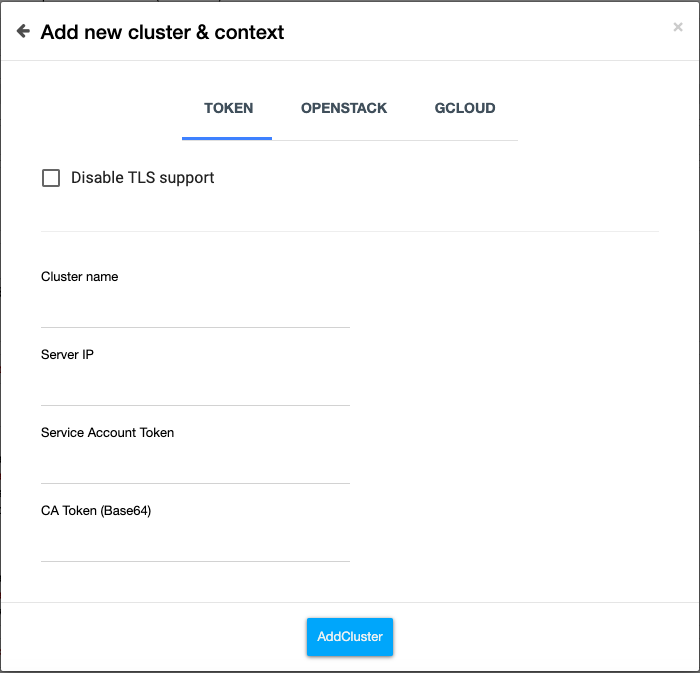 Add new cluster & context
TOKEN OPENSTACK GCLOUD
Disable TLS support
Cluster name
Server IP
Service Account Token
CA Token (Base64)
AddCluster